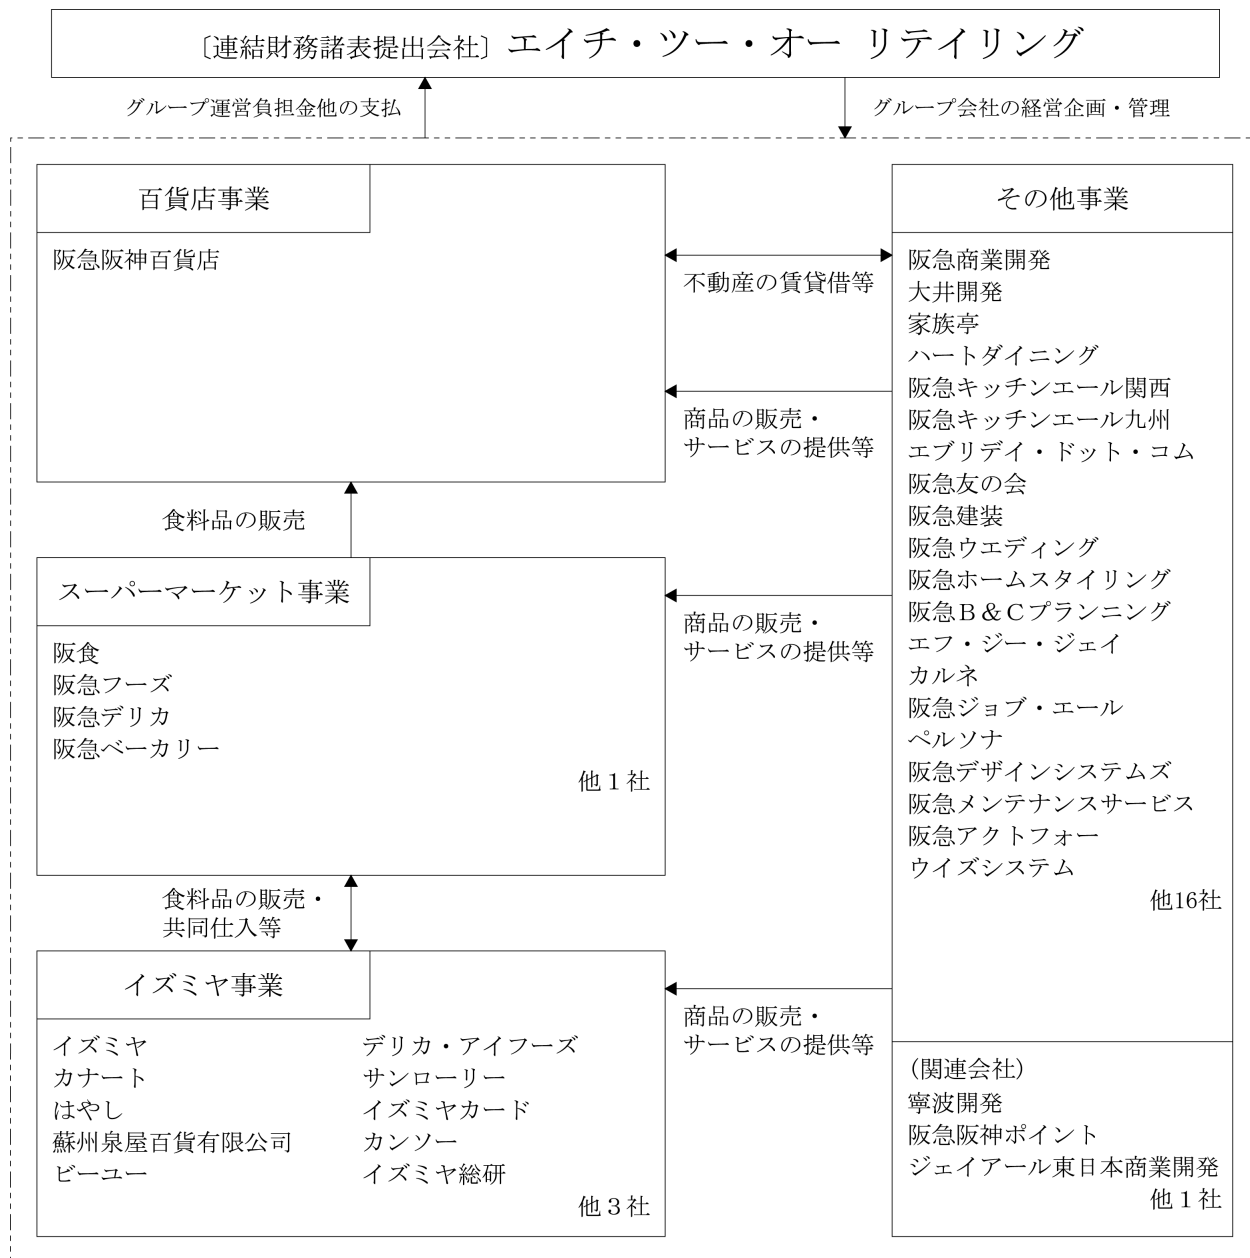 〔連結財務諸表提出会社〕エイチ・ツー・オー リテイリング
グループ運営負担金他の支払
グループ会社の経営企画・管理
百貨店事業
阪急阪神百貨店
不動産の賃貸借等
商品の販売・
サービスの提供等
食料品の販売
スーパーマーケット事業
阪食
阪急フーズ
阪急デリカ
阪急ベーカリー
他１社
商品の販売・
サービスの提供等
食料品の販売・
共同仕入等
イズミヤ事業
イズミヤ
カナート
はやし
蘇州泉屋百貨有限公司
ビーユー
デリカ・アイフーズ
サンローリー
イズミヤカード
カンソー
イズミヤ総研
他３社
商品の販売・
サービスの提供等
その他事業
阪急商業開発
大井開発
家族亭
ハートダイニング
阪急キッチンエール関西
阪急キッチンエール九州
エブリデイ・ドット・コム
阪急友の会
阪急建装
阪急ウエディング
阪急ホームスタイリング
阪急Ｂ＆Ｃプランニング
エフ・ジー・ジェイ
カルネ
阪急ジョブ・エール
ペルソナ
阪急デザインシステムズ
阪急メンテナンスサービス
阪急アクトフォー
ウイズシステム
他16社
（関連会社）
寧波開発
阪急阪神ポイント
ジェイアール東日本商業開発
他１社